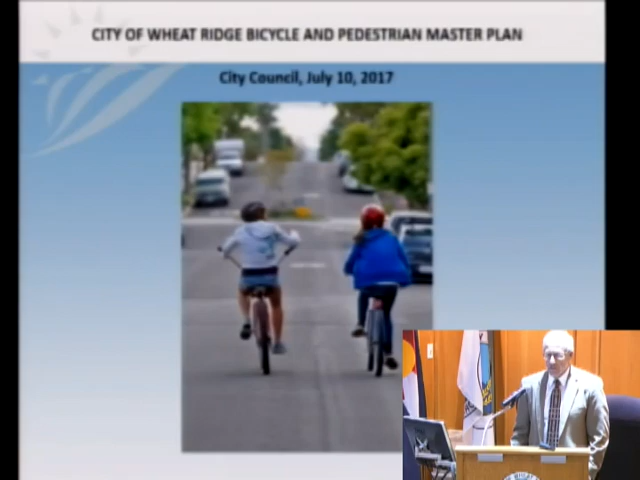 CITY OF WHEAT RIDGE BICYCLE AND PEDESTRIAN MASTER PLAN
City Council, July 10, 2017